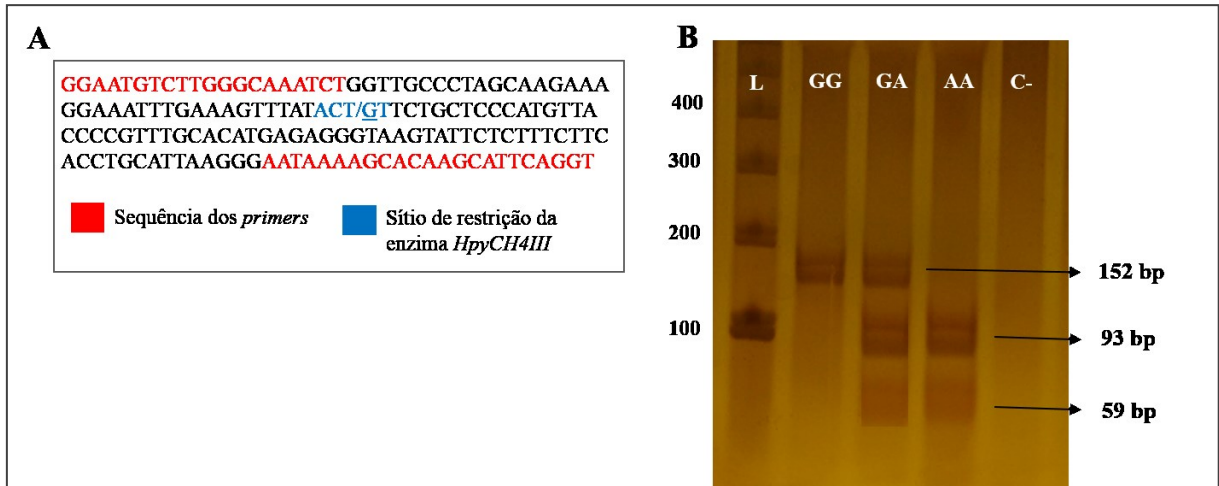 A
GGAATGTCTTGGGCAAATCTGGTTGCCCTAGCAAGAAA
GGAAATTTGAAAGTTTATACT/GTTCTGCTCCCATGTTA
CCCCGTTTGCACATGAGAGGGTAAGTATTCTCTTTCTTC
ACCTGCATTAAGGGAATAAAAGCACAAGCATTCAGGT
Sequência dos primers
Sítio de restrição da
enzima HpyCH4III
B
L GG GA AA C-
400
300
200
100
152 bp
93 bp
59 bp